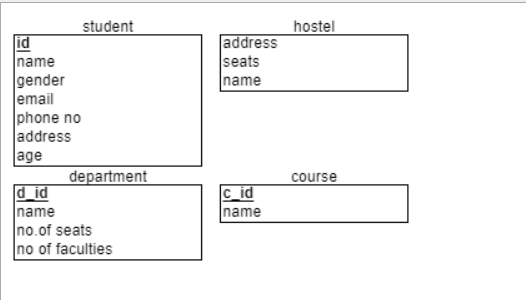 student
id
name
gender
email
phone no
address
age
hostel
address
seats
name
department
d_id
name
no.of seats
no of faculties
course
c_id
name